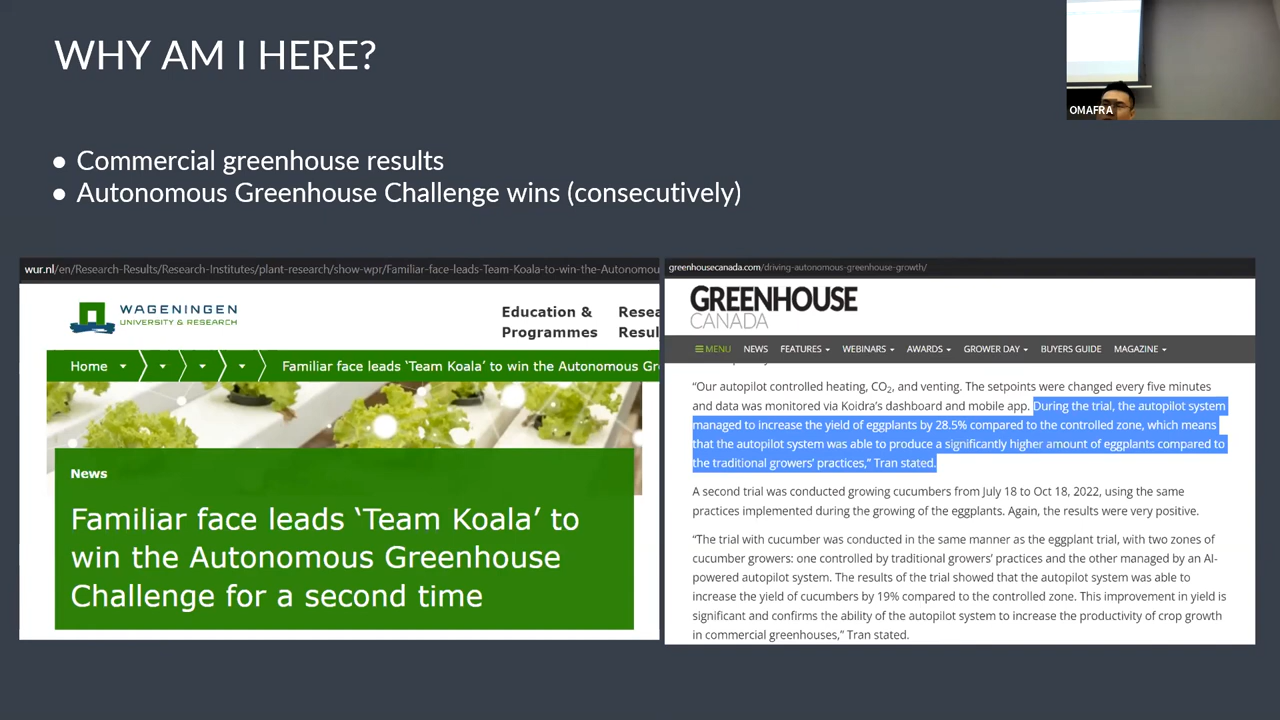 WHY AM I HERE?
OMAFRA
● Commercial greenhouse results
● Autonomous Greenhouse Challenge wins (consecutively)
wur.nl/en/Research-Results/Research-Institutes/plant-research/show-wpr/Familiar-face-leads-Team-Koala-to-win-the-Autonomou
WAGENINGEN
UNIVERSITY & RESEARCH
Education &
Programmes
Resea
Resul
Home
Familiar face leads ‘Team Koala’ to win the Autonomous Gre
News
Familiar face leads ‘Team Koala’ to
win the Autonomous Greenhouse
Challenge for a second time
greenhousecanada.com/driving-autonomous-greenhouse-growth/
GREENHOUSE
CANADA
MENU NEWS FEATURES WEBINARS AWARDS GROWER DAY BUYERS GUIDE MAGAZINE
“Our autopilot controlled heating, CO₂, and venting. The setpoints were changed every five minutes
and data was monitored via Koidra’s dashboard and mobile app. During the trial, the autopilot system
managed to increase the yield of eggplants by 28.5% compared to the controlled zone, which means
that the autopilot system was able to produce a significantly higher amount of eggplants compared to
the traditional growers’ practices,” Tran stated.
A second trial was conducted growing cucumbers from July 18 to Oct 18, 2022, using the same
practices implemented during the growing of the eggplants. Again, the results were very positive.
“The trial with cucumber was conducted in the same manner as the eggplant trial, with two zones of
cucumber growers: one controlled by traditional growers’ practices and the other managed by an AI-
powered autopilot system. The results of the trial showed that the autopilot system was able to
increase the yield of cucumbers by 19% compared to the controlled zone. This improvement in yield is
significant and confirms the ability of the autopilot system to increase the productivity of crop growth
in commercial greenhouses,” Tran stated.